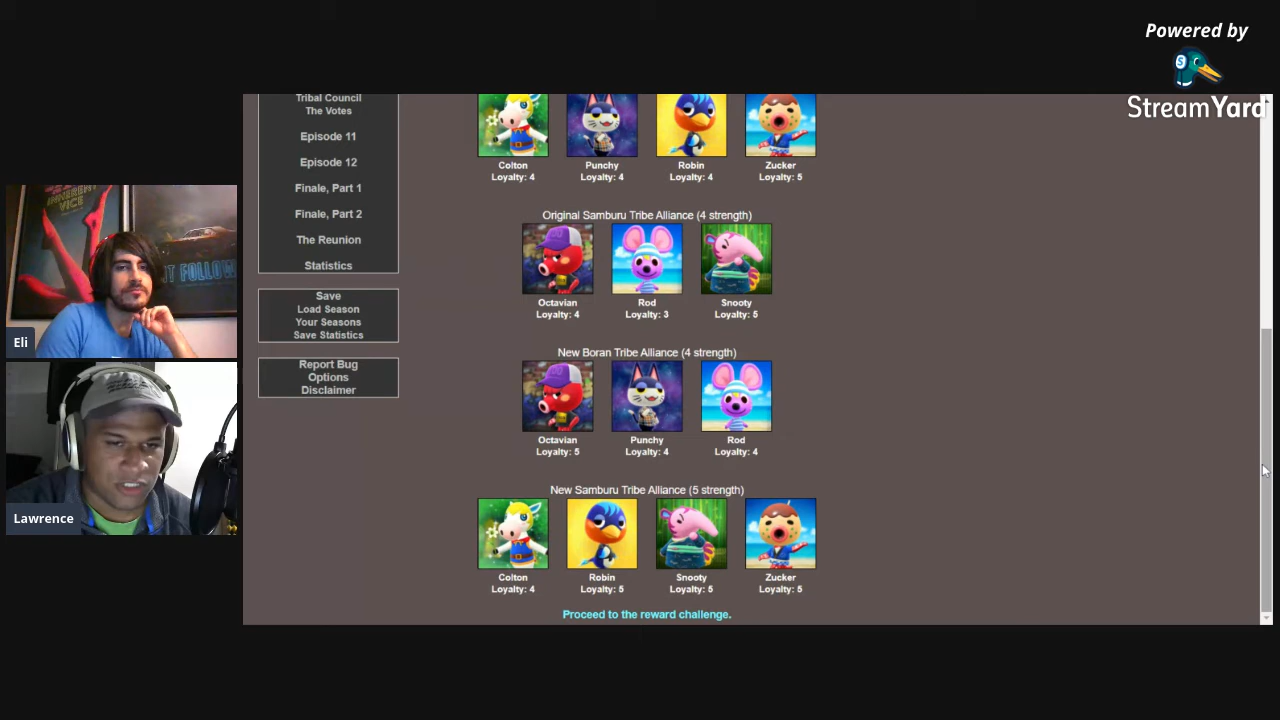 Powered by
StreamYard
INHERENT
VICE
IT FOLLOW
Eli
Lawrence
Tribal Council
The Votes
Episode 11
Episode 12
Finale, Part 1
Finale, Part 2
The Reunion
Statistics
Save
Load Season
Your Seasons
Save Statistics
Report Bug
Options
Disclaimer
Colton Punchy Robin Zucker
Loyalty: 4 Loyalty: 4 Loyalty: 4 Loyalty: 5
Original Samburu Tribe Alliance (4 strength)
Octavian Rod Snooty
Loyalty: 4 Loyalty: 3 Loyalty: 5
New Boran Tribe Alliance (4 strength)
Octavian Punchy Rod
Loyalty: 5 Loyalty: 4 Loyalty: 4
New Samburu Tribe Alliance (5 strength)
Colton Robin Snooty Zucker
Loyalty: 4 Loyalty: 5 Loyalty: 5 Loyalty: 5
Proceed to the reward challenge.